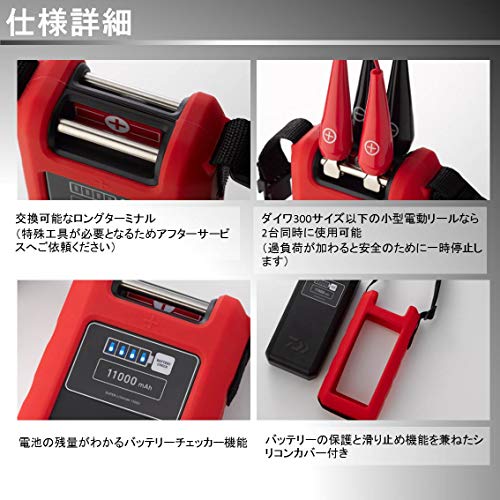 仕様詳細
交換可能なロングターミナル
（特殊工具が必要となるためアフターサービ
スへご依頼ください）
ダイワ300サイズ以下の小型電動リールなら
2台同時に使用可能
（過負荷が加わると安全のために一時停止し
ます）
BATTERY
CHECK
11000 mAh
電池の残量がわかるバッテリーチェッカー機能
バッテリーの保護と滑り止め機能を兼ねたシ
リコンカバー付き